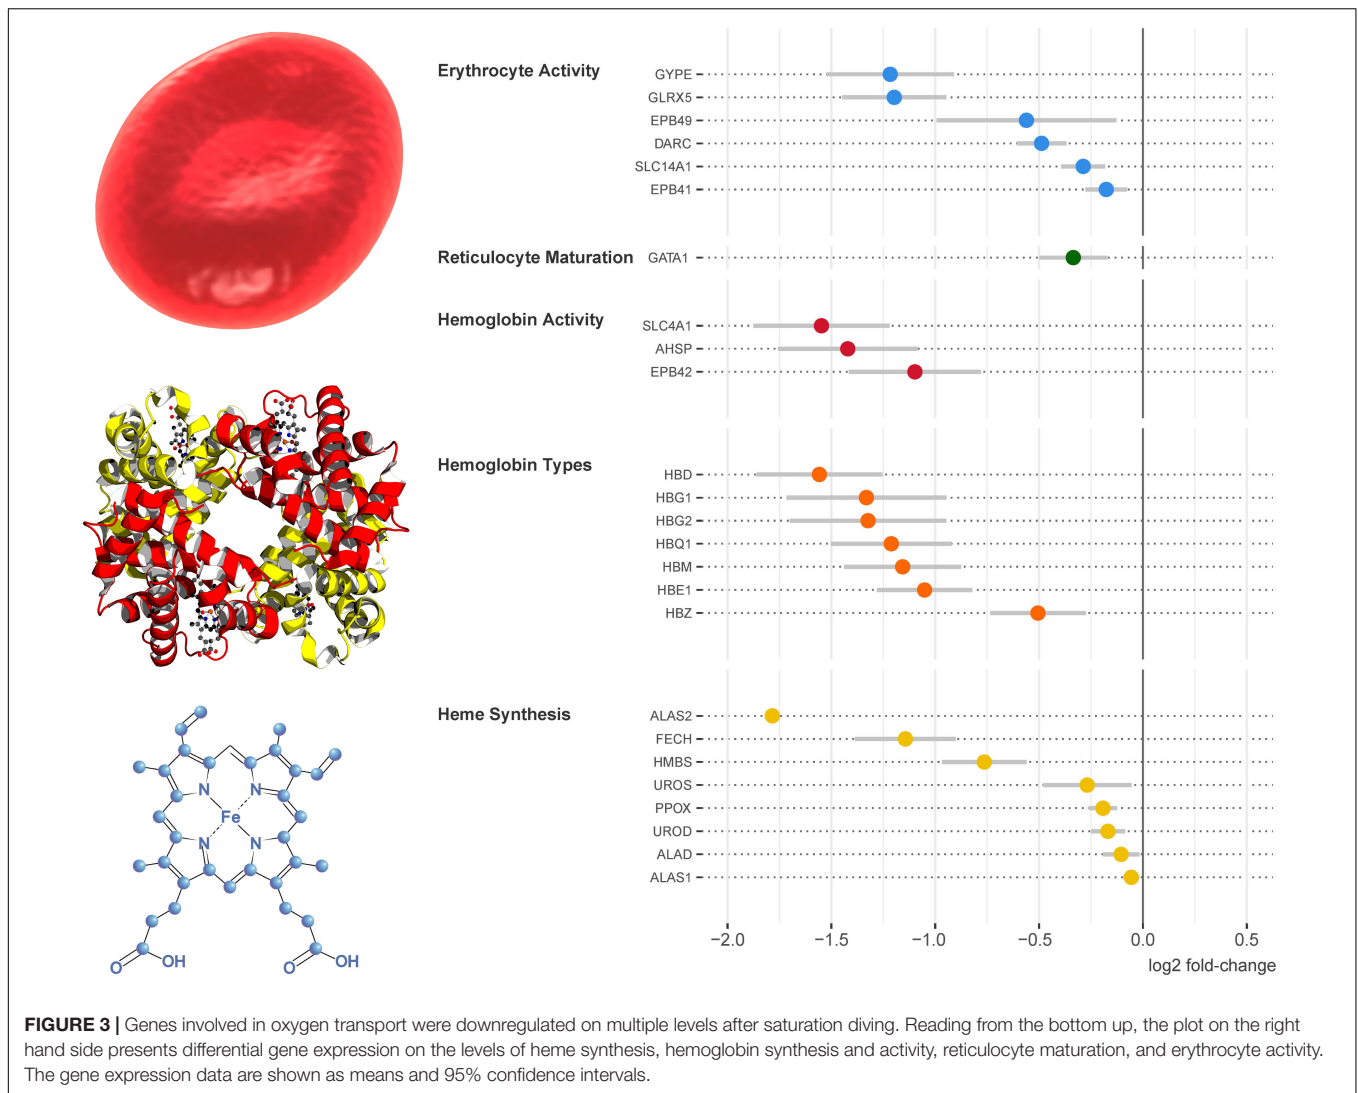 Erythrocyte Activity
GYPE
GLRX5
EPB49
DARC
SLC14A1
EPB41
Reticulocyte Maturation
GATA1
Hemoglobin Activity
SLC4A1
AHSP
EPB42
Hemoglobin Types
HBD
HBG1
HBG2
HBQ1
HBM
HBE1
HBZ
Heme Synthesis
ALAS2
FECH
HMBS
UROS
PPOX
UROD
ALAD
ALAS1
N N
Fe
N N
O OH O OH
−2.0 −1.5 −1.0 −0.5 0.0 0.5
log2 fold-change
FIGURE 3 | Genes involved in oxygen transport were downregulated on multiple levels after saturation diving. Reading from the bottom up, the plot on the right
hand side presents differential gene expression on the levels of heme synthesis, hemoglobin synthesis and activity, reticulocyte maturation, and erythrocyte activity.
The gene expression data are shown as means and 95% confidence intervals.